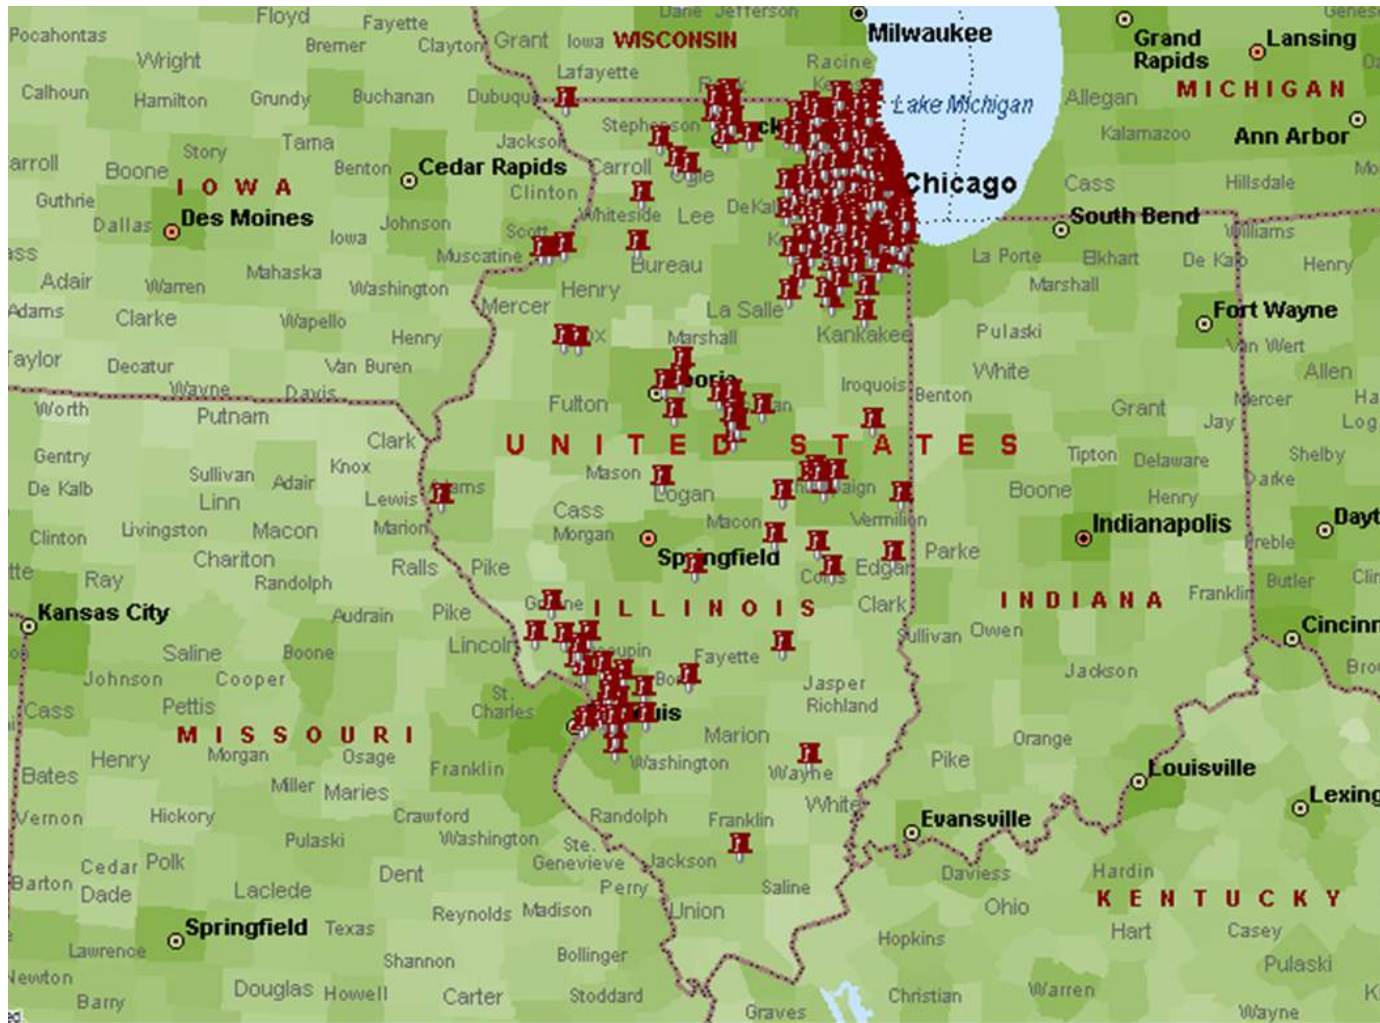 Floyd
Dane Jefferson
Pocahontas
Fayette
Milwaukee
Grand
Rapids
Lansing
Bremer
Clayton
Grant
Iowa
WISCONSIN
Wright
Racine
Lafayette
MICHIGAN
Calhoun
Hamilton
Grundy
Buchanan
Lake Michigan
Allegan
Stephenson
Kalamazoo
Ann Arbor
Tama
Jackson
Story
Boone
Benton
Cedar Rapids
Carroll
IOWA
Clinton
Chicago
Cass
Hillsdale
Guthrie
Whiteside
Lee
Dallas
Des Moines
Johnson
South Bend
Scott
Williams
Iowa
Muscatine
Bureau
La Porte
Elkhart
De Kalb
Henry
Adair
Warren
Mahaska
Washington
Henry
Marshall
Mercer
La Salle
Adams
Clarke
Wapello
Fort Wayne
Henry
Marshall
Kankakee
Pulaski
Van Wert
Decatur
Van Buren
White
Allen
Wayne
Davis
Iroquois
Benton
Worth
Putnam
Fulton
Grant
Mercer
Jay
Clark
UNITED STATES
Gentry
Knox
Tipton
Delaware
Shelby
Sullivan
Adair
Mason
De Kalb
Linn
Lewis
Logan
Boone
Henry
Cass
Clinton
Livingston
Macon
Marion
Morgan
Macon
Vermilion
Indianapolis
Chariton
Springfield
Parke
Ray
Randolph
Ralls
Pike
Edgar
Butler
Kansas City
Audrain
Pike
ILLINOIS
Clark
INDIANA
Franklin
Lincoln
Sullivan
Owen
Saline
Boone
Fayette
Johnson
Cooper
St.
Charles
Jasper
Richland
Jackson
Cass
Pettis
MISSOURI
Marion
Orange
Henry
Morgan
Osage
Franklin
Washington
Wayne
Pike
Louisville
Bates
Miller
Maries
White
Vernon
Hickory
Crawford
Randolph
Franklin
Evansville
Pulaski
Washington
Ste.
Genevieve
Jackson
Cedar
Polk
Dent
Daviess
Hardin
Barton
Dade
Laclede
Perry
Saline
KENTUCKY
Reynolds
Madison
Union
Ohio
Springfield
Texas
Hopkins
Hart
Casey
Lawrence
Shannon
Bollinger
Pulaski
Newton
Barry
Douglas
Howell
Carter
Stoddard
Christian
Warren
Graves
Wayne